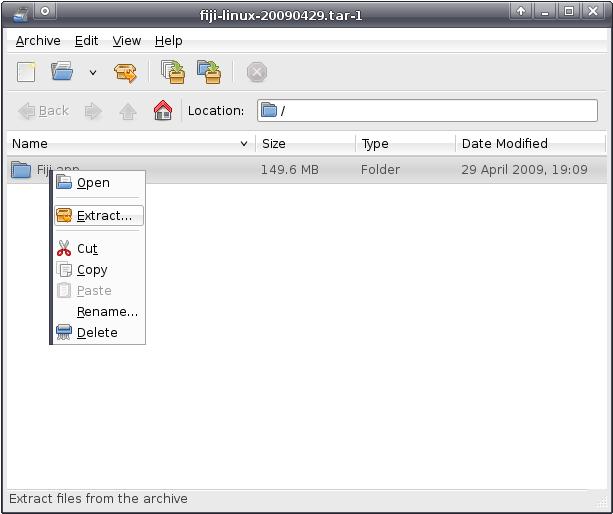 fiji-linux-20090429.tar-1
Archive Edit View Help
Back Location: /
Name Size Type Date Modified
Fiji.app 149.6 MB Folder 29 April 2009, 19:09
Open
Extract...
Cut
Copy
Paste
Rename...
Delete
Extract files from the archive